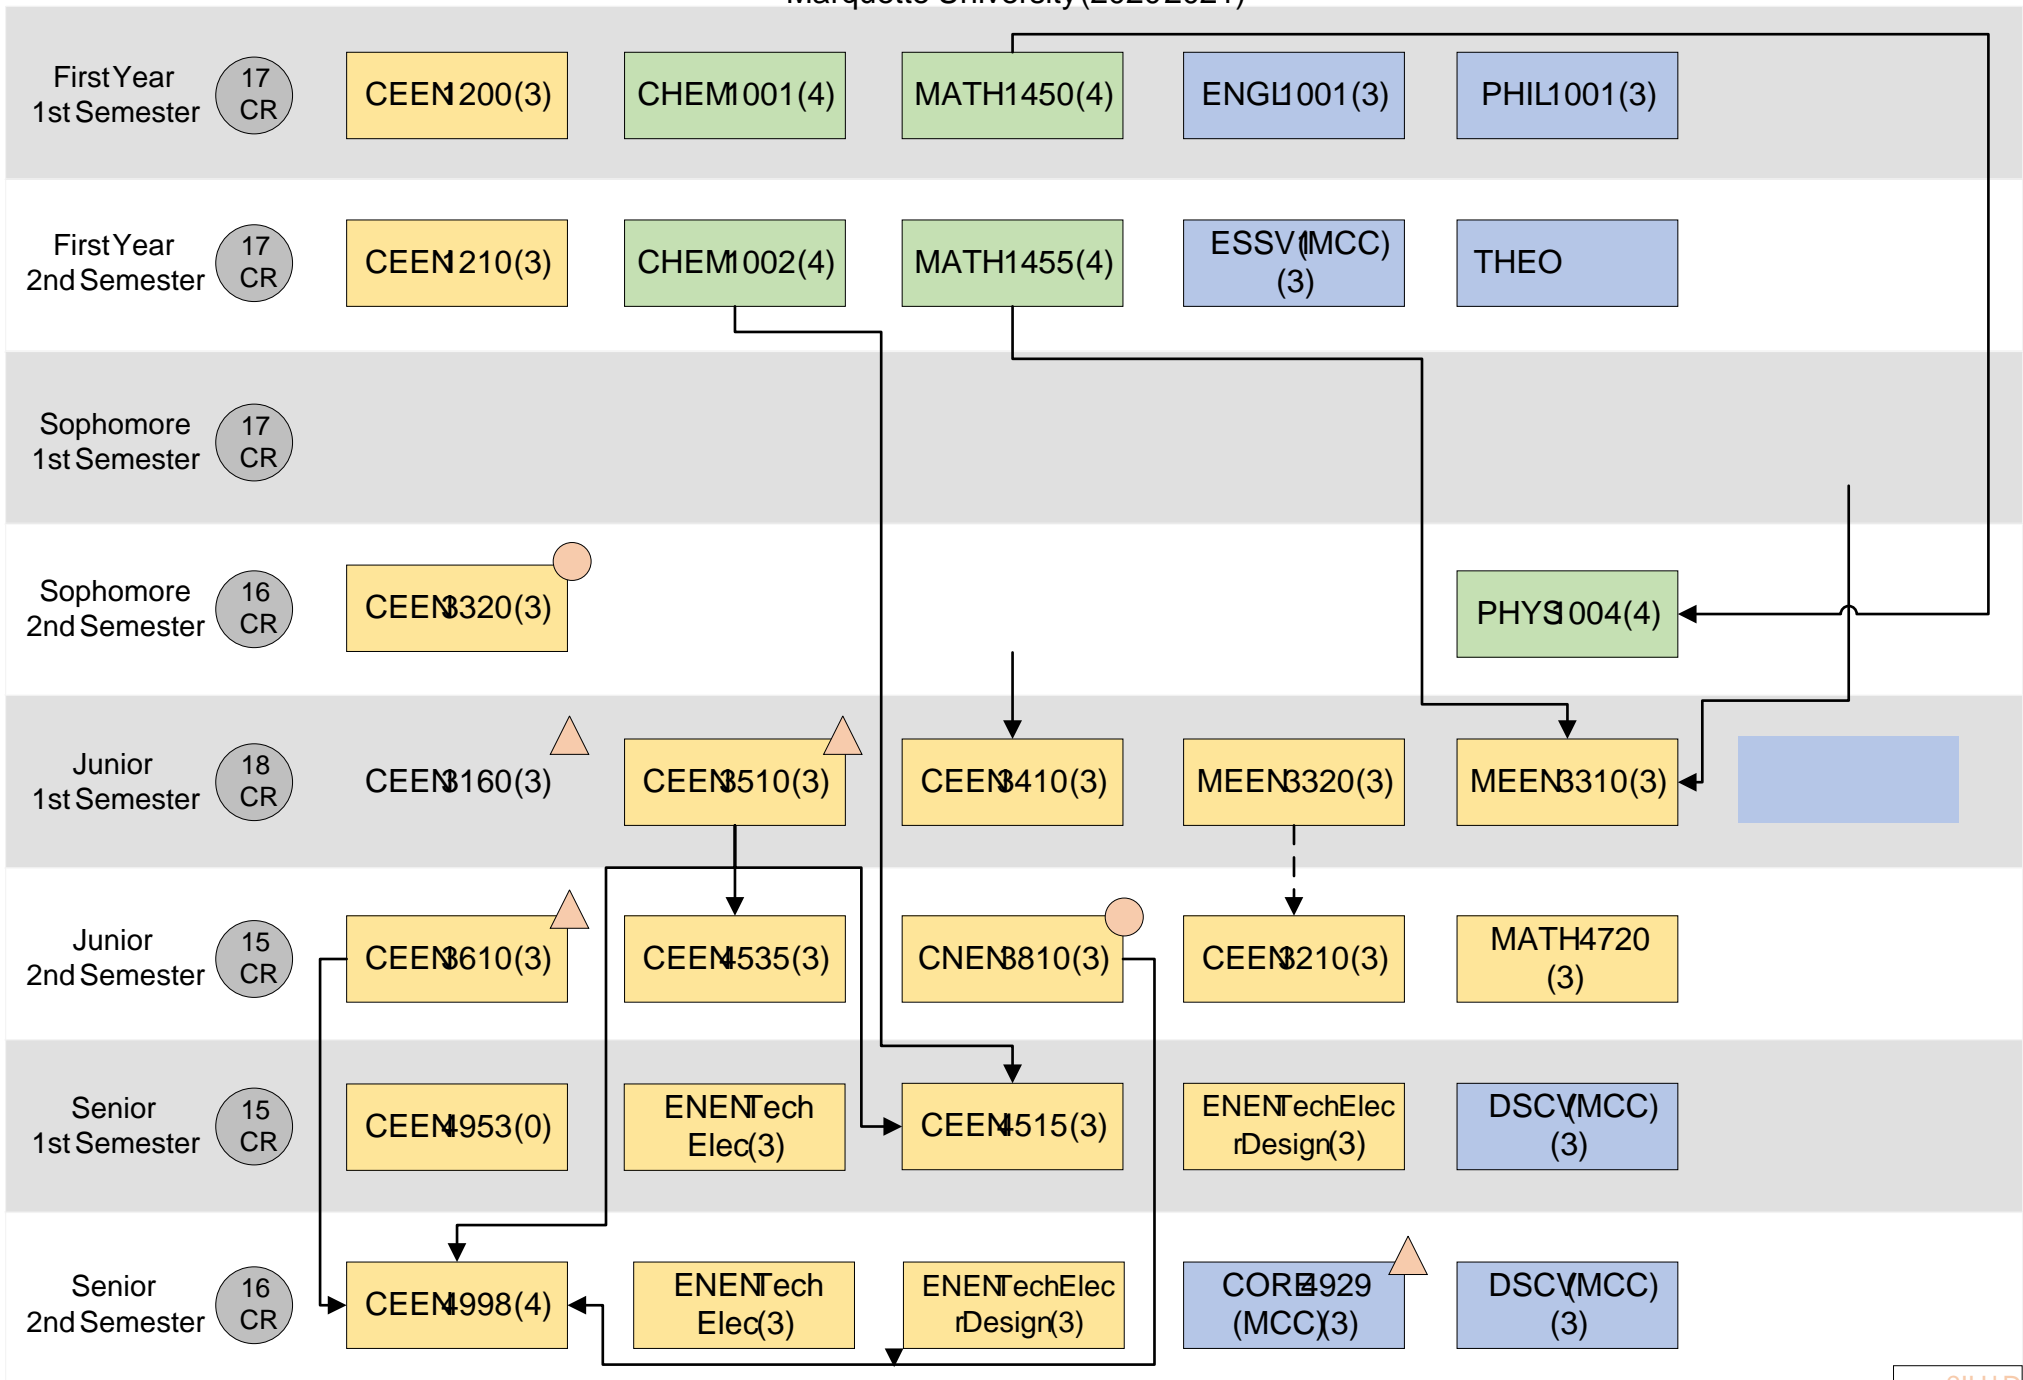 First Year
1st Semester
17
CR
CEEN 1200 (3)
CHEM 1001 (4)
MATH 1450 (4)
ENGL 1001 (3)
PHIL 1001 (3)
First Year
2nd Semester
17
CR
CEEN 1210 (3)
CHEM 1002 (4)
MATH 1455 (4)
ESSV1 (MCC)
(3)
THEO
Sophomore
1st Semester
17
CR
Sophomore
2nd Semester
16
CR
CEEN 3320 (3)
PHYS 1004 (4)
Junior
1st Semester
18
CR
CEEN 3160 (3)
CEEN 3510 (3)
CEEN 3410 (3)
MEEN 3320 (3)
MEEN 3310 (3)
Junior
2nd Semester
15
CR
CEEN 3610 (3)
CEEN 4535 (3)
CNEN 3810 (3)
CEEN 3210 (3)
MATH 4720
(3)
Senior
1st Semester
15
CR
CEEN 4953 (0)
ENEN Tech
Elec (3)
CEEN 4515 (3)
ENEN Tech Elec
r Design (3)
DSCV (MCC)
(3)
Senior
2nd Semester
16
CR
CEEN 4998 (4)
ENEN Tech
Elec (3)
ENEN Tech Elec
r Design (3)
CORE 4929
(MCC) (3)
DSCV (MCC)
(3)